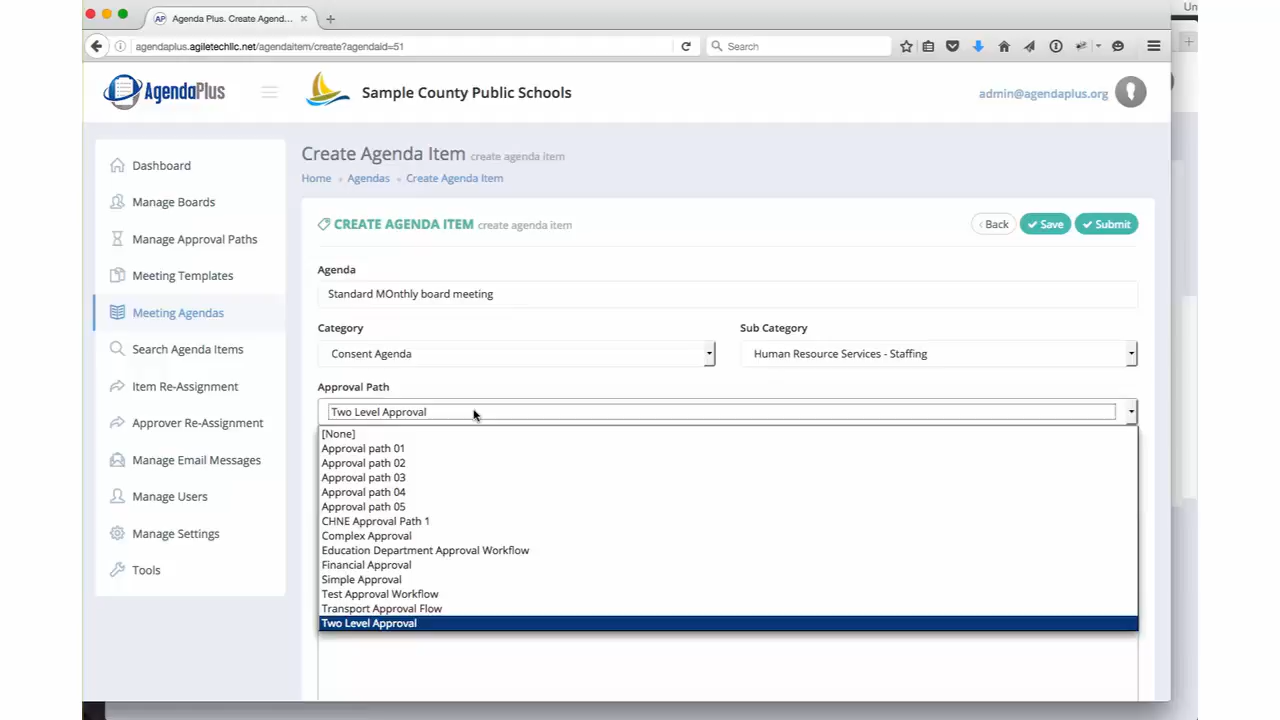 Un
AP Agenda Plus. Create Agend...
agendaplus.agiletechllc.net/agendaitem/create?agendaid=51
Search
AgendaPlus
Sample County Public Schools
admin@agendaplus.org
Dashboard
Manage Boards
Manage Approval Paths
Meeting Templates
Meeting Agendas
Search Agenda Items
Item Re-Assignment
Approver Re-Assignment
Manage Email Messages
Manage Users
Manage Settings
Tools
Create Agenda Item create agenda item
Home » Agendas » Create Agenda Item
CREATE AGENDA ITEM create agenda item
‹ Back
Save
Submit
Agenda
Standard MOnthly board meeting
Category
Sub Category
Consent Agenda
Human Resource Services - Staffing
Approval Path
Two Level Approval
[None]
Approval path 01
Approval path 02
Approval path 03
Approval path 04
Approval path 05
CHNE Approval Path 1
Complex Approval
Education Department Approval Workflow
Financial Approval
Simple Approval
Test Approval Workflow
Transport Approval Flow
Two Level Approval